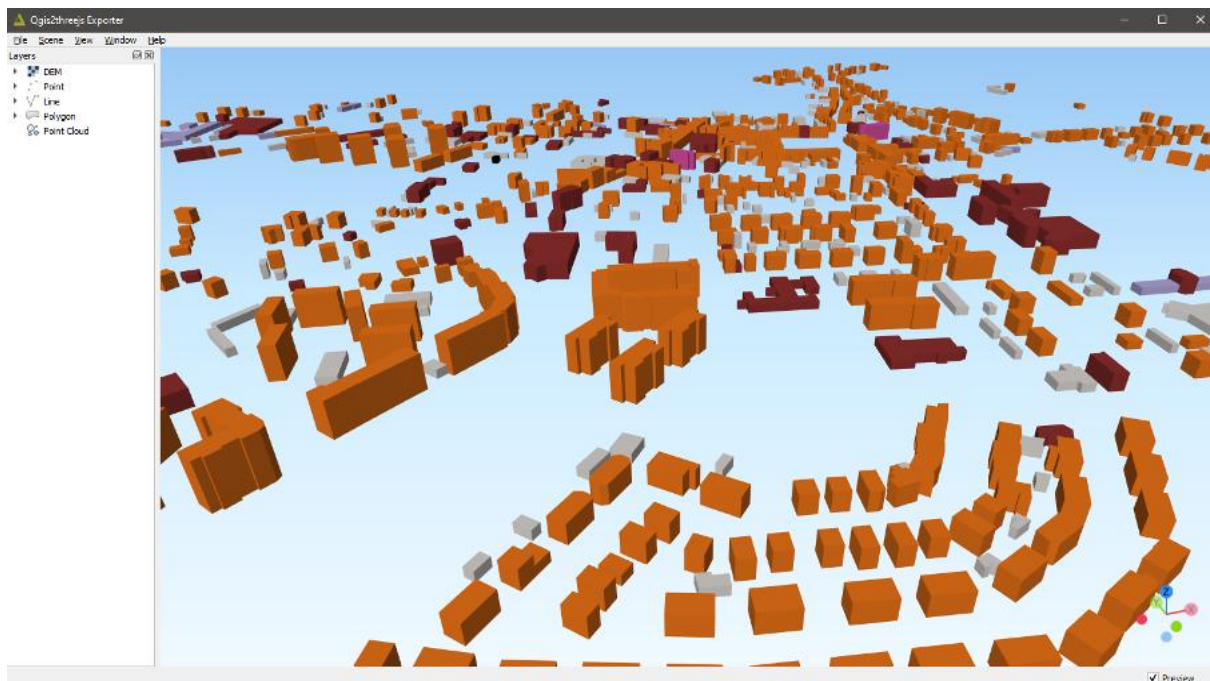 Qgis2threejs Exporter
File Scene View Window Help
Layers
DEM
Point
Line
Polygon
Point Cloud
Z
Y
X
Preview